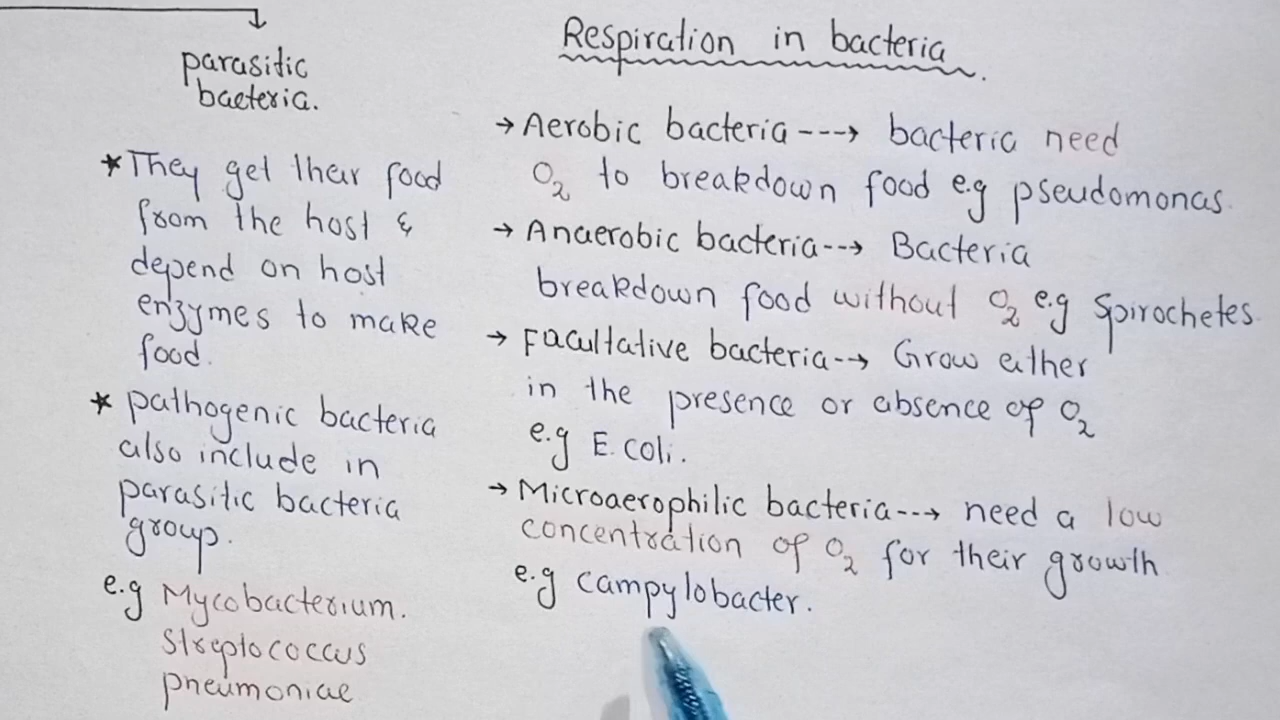 parasitic
bacteria.
* They get their food
from the host &
depend on host
enzymes to make
food.
* pathogenic bacteria
also include in
parasitic bacteria
group.
e.g Mycobacterium.
Streptococcus
pneumoniae
Respiration in bacteria.
→ Aerobic bacteria ---→ bacteria need
O₂ to breakdown food e.g pseudomonas.
→ Anaerobic bacteria --→ Bacteria
breakdown food without O₂ e.g Spirochetes.
→ Facultative bacteria --→ Grow either
in the presence or absence of O₂
e.g E. coli.
→ Microaerophilic bacteria ---→ need a low
concentration of O₂ for their growth
e.g Campylobacter.